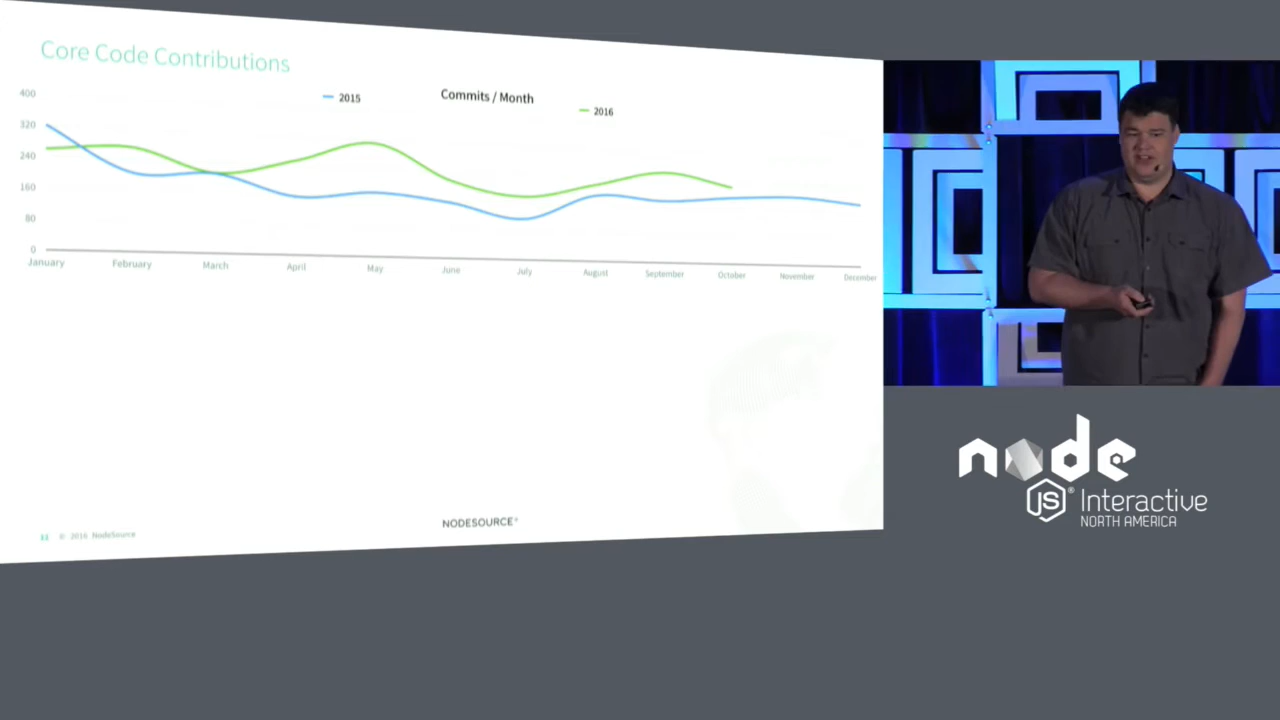 Core Code Contributions
Commits / Month
2015
2016
400
320
240
160
80
0
January February March April May June July August September October November December
11 © 2016 NodeSource
NODESOURCE®
node
JS® Interactive
NORTH AMERICA